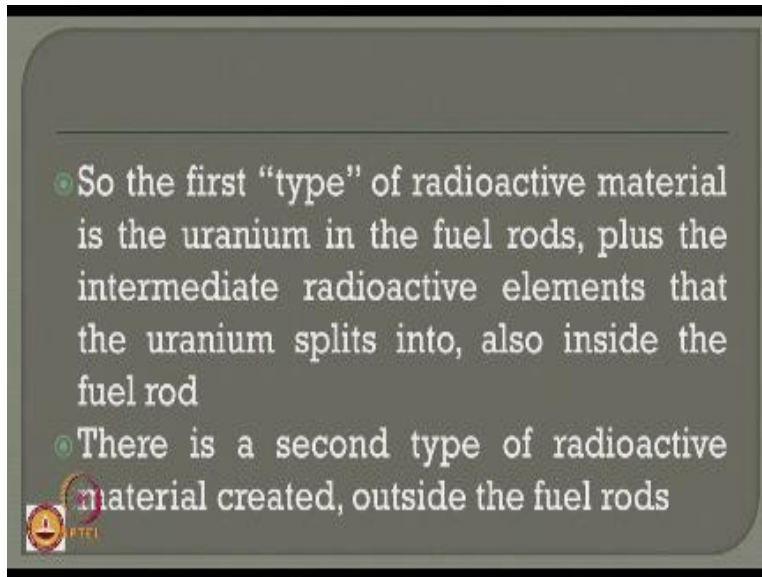 So the first “type” of radioactive material
is the uranium in the fuel rods, plus the
intermediate radioactive elements that
the uranium splits into, also inside the
fuel rod
There is a second type of radioactive
material created, outside the fuel rods
NPTEL